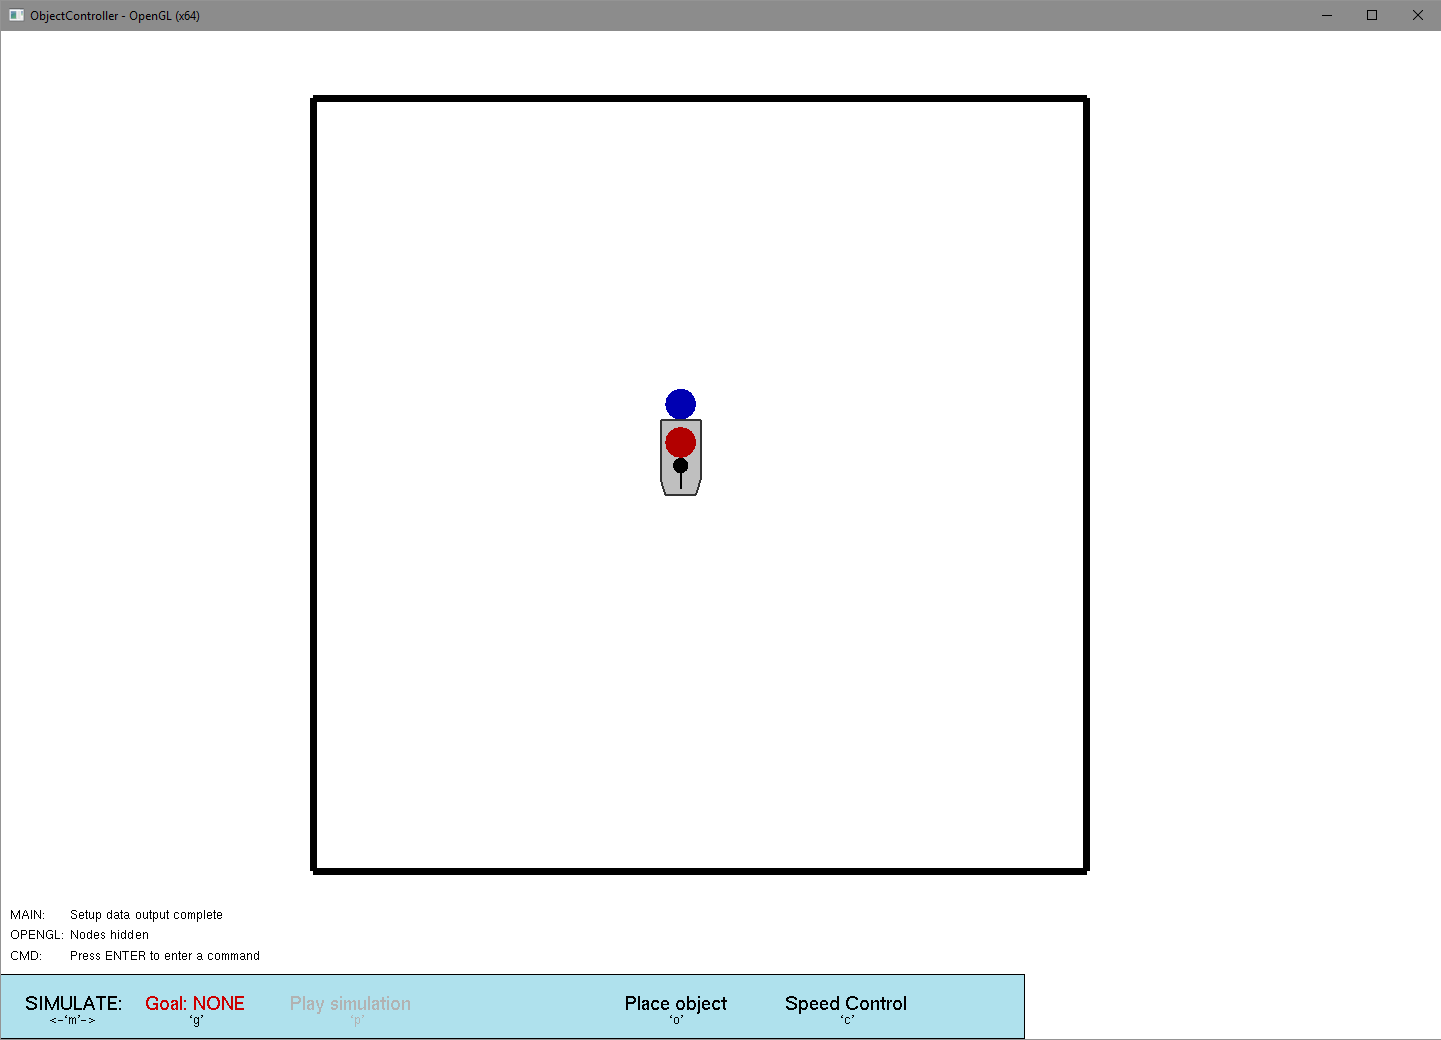 ObjectController - OpenGL (x64)
MAIN: Setup data output complete
OPENGL: Nodes hidden
CMD: Press ENTER to enter a command
SIMULATE: Goal: NONE Play simulation Place object Speed Control
<-'m'-> 'g' 'p' 'o' 'c'